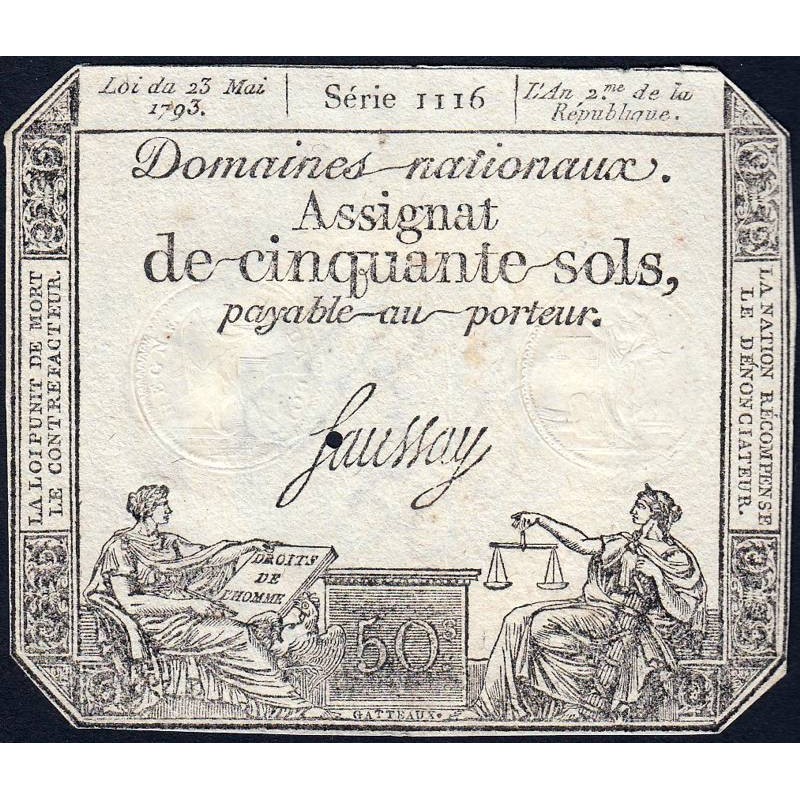 Loi du 23 Mai
1793.
Série 1116
L'An 2.me de la
République.
Domaines nationaux.
Assignat
de cinquante sols,
payable au porteur.
Saussay
LA LOI PUNIT DE MORT
LE CONTREFACTEUR.
LA NATION RÉCOMPENSE
LE DÉNONCIATEUR.
DROITS
DE
L'HOMME
50s
GATTEAUX.